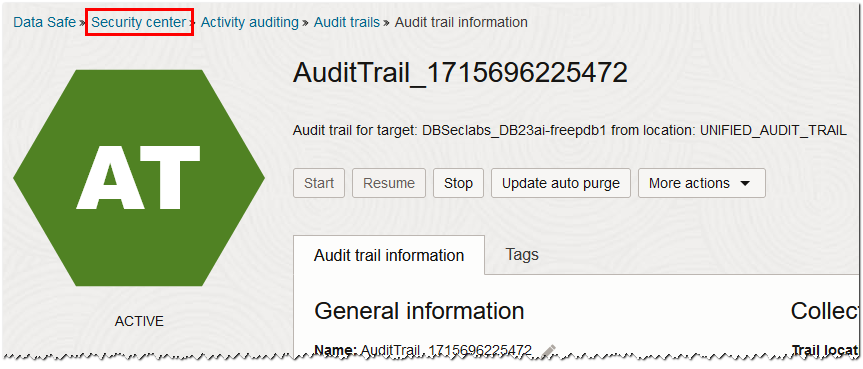 Data Safe » Security center » Activity auditing » Audit trails » Audit trail information
AuditTrail_1715696225472
Audit trail for target: DBSeclabs_DB23ai-freepdb1 from location: UNIFIED_AUDIT_TRAIL
Start Resume Stop Update auto purge More actions
AT
ACTIVE
Audit trail information Tags
General information Collec
Name: AuditTrail_1715696225472 Trail locat